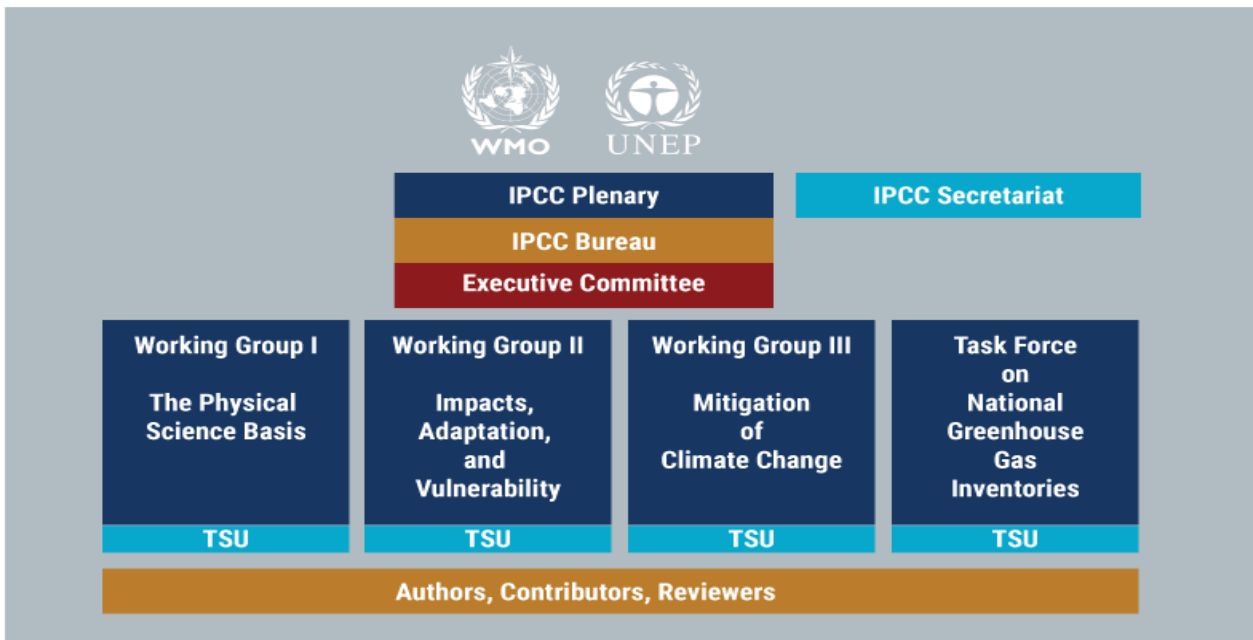 WMO
UNEP
IPCC Plenary
IPCC Secretariat
IPCC Bureau
Executive Committee
Working Group I
The Physical
Science Basis
TSU
Working Group II
Impacts,
Adaptation,
and
Vulnerability
TSU
Working Group III
Mitigation
of
Climate Change
TSU
Task Force
on
National
Greenhouse
Gas
Inventories
TSU
Authors, Contributors, Reviewers